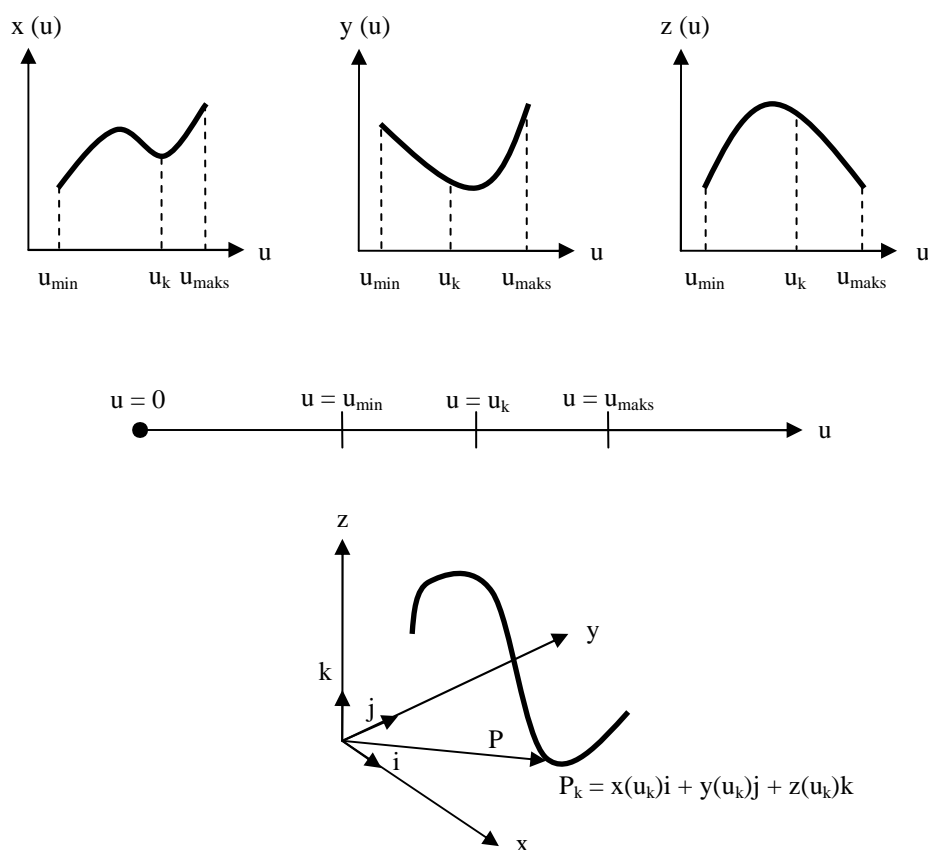 x (u) y (u) z (u)
u u u
u_min u_k u_maks u_min u_k u_maks u_min u_k u_maks
u = 0 u = u_min u = u_k u = u_maks
u
z
y
k
j
P
i
P_k = x(u_k)i + y(u_k)j + z(u_k)k
x